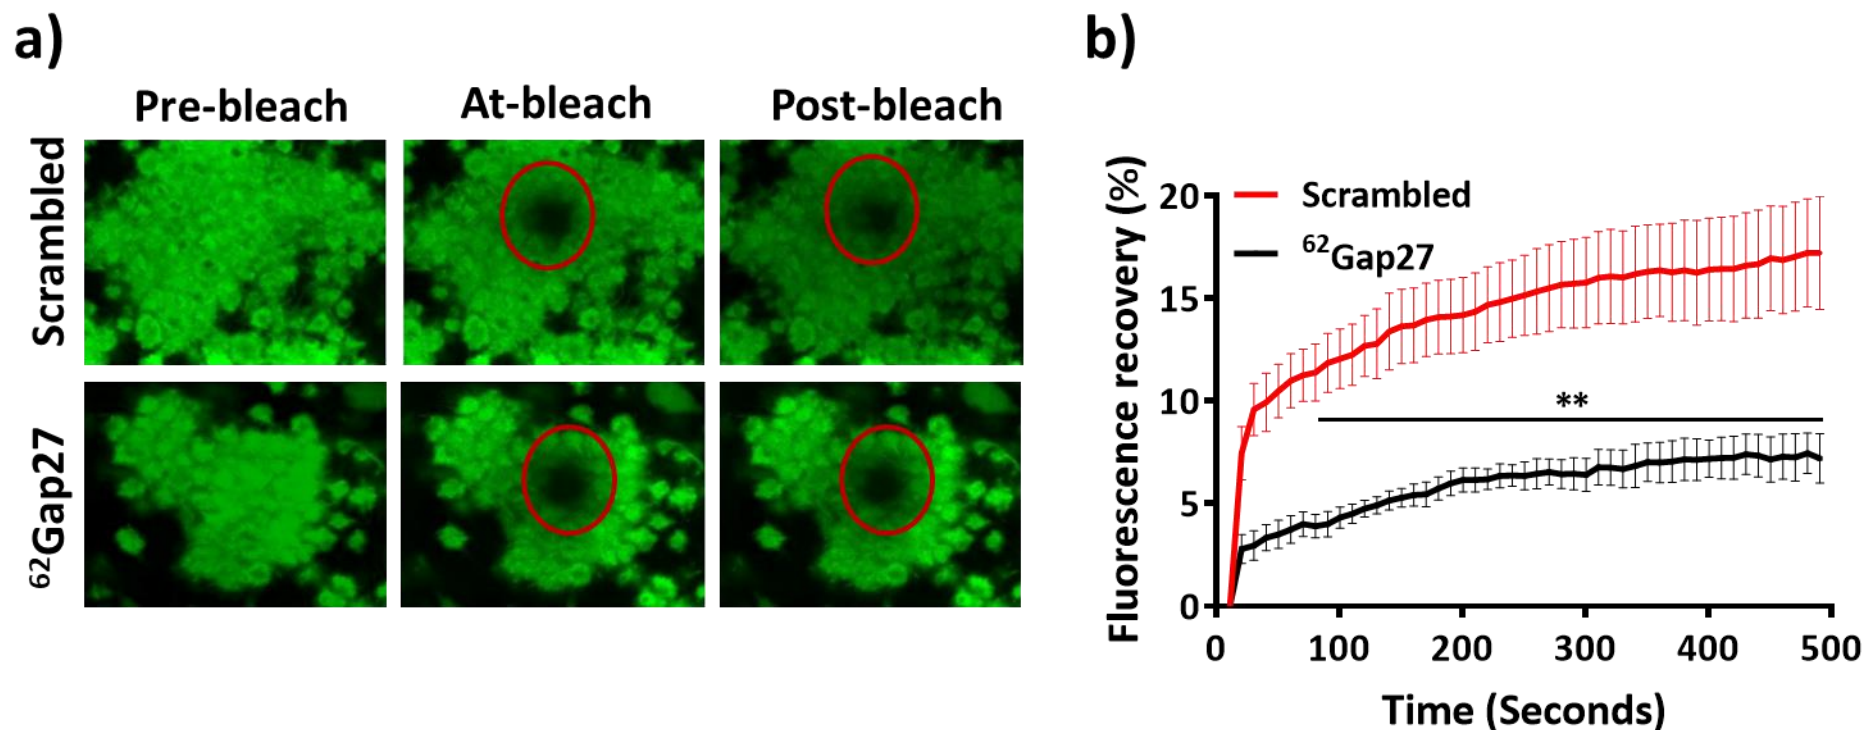 a)
Pre-bleach At-bleach Post-bleach
Scrambled
⁶²Gap27
b)
Fluorescence recovery (%)
20
15
10
5
0
Scrambled
⁶²Gap27
**
0 100 200 300 400 500
Time (Seconds)